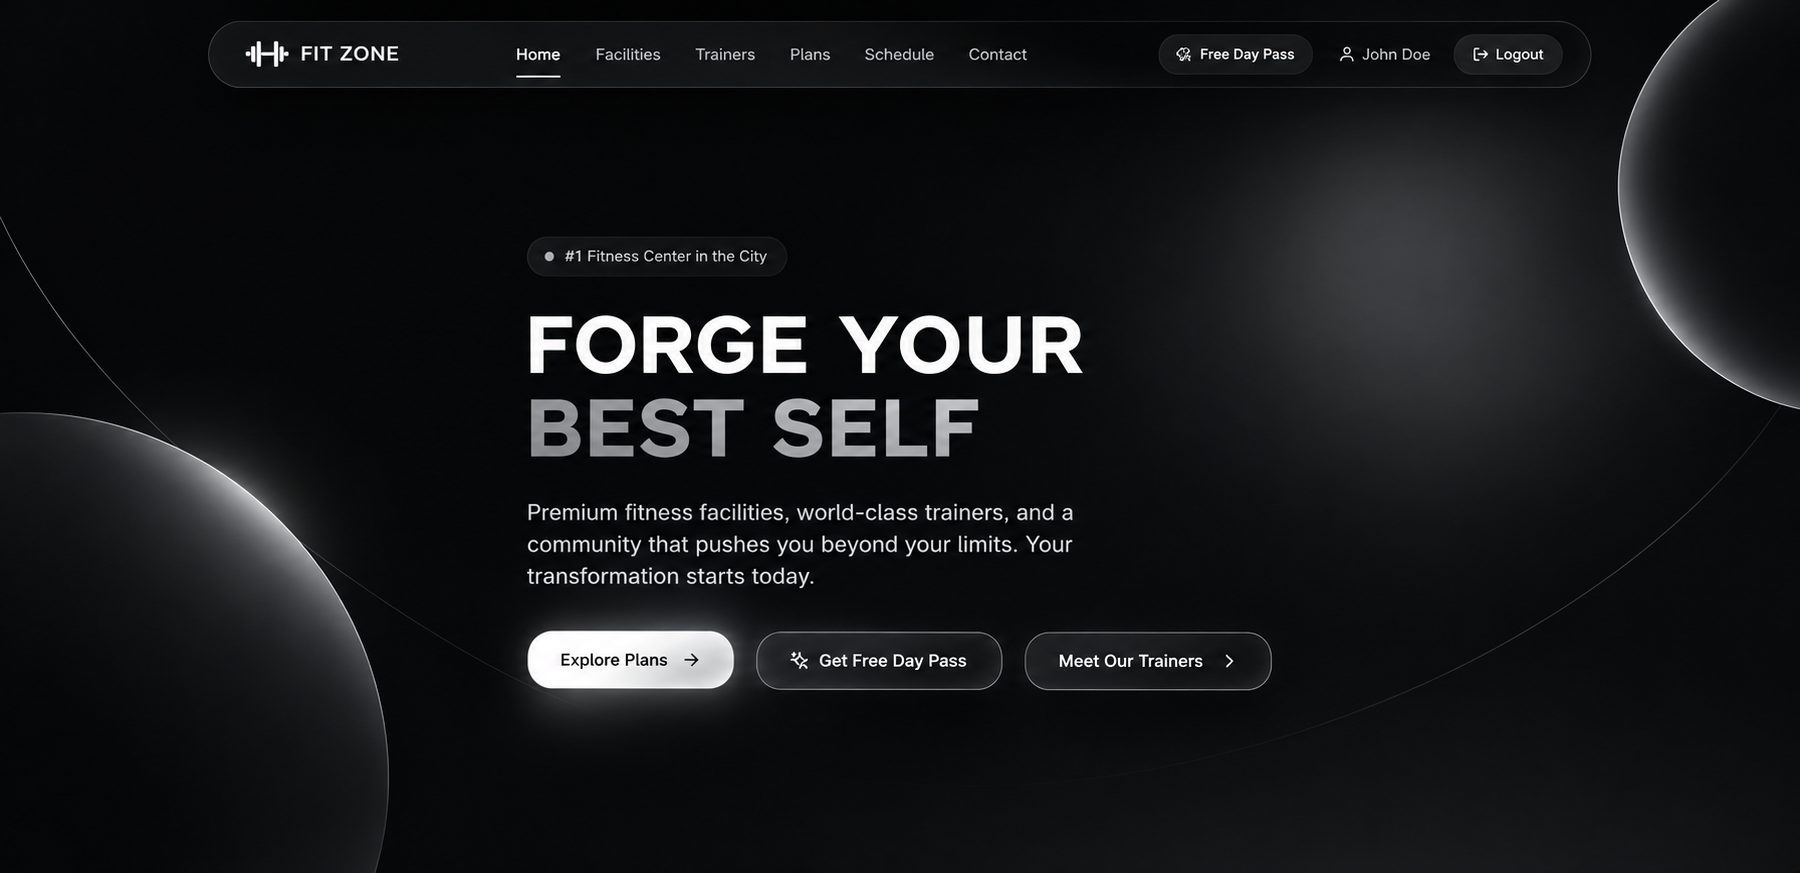 FIT ZONE
Home
Facilities
Trainers
Plans
Schedule
Contact
Free Day Pass
John Doe
Logout
#1 Fitness Center in the City
FORGE YOUR
BEST SELF
Premium fitness facilities, world-class trainers, and a
community that pushes you beyond your limits. Your
transformation starts today.
Explore Plans
Get Free Day Pass
Meet Our Trainers